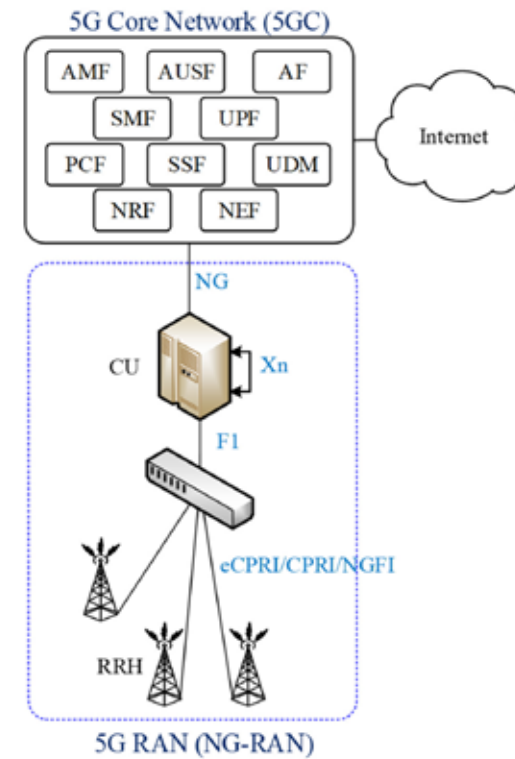 5G Core Network (5GC)
AMF AUSF AF
SMF UPF
PCF SSF UDM
NRF NEF
Internet
NG
CU
Xn
F1
eCPRI/CPRI/NGFI
RRH
5G RAN (NG-RAN)